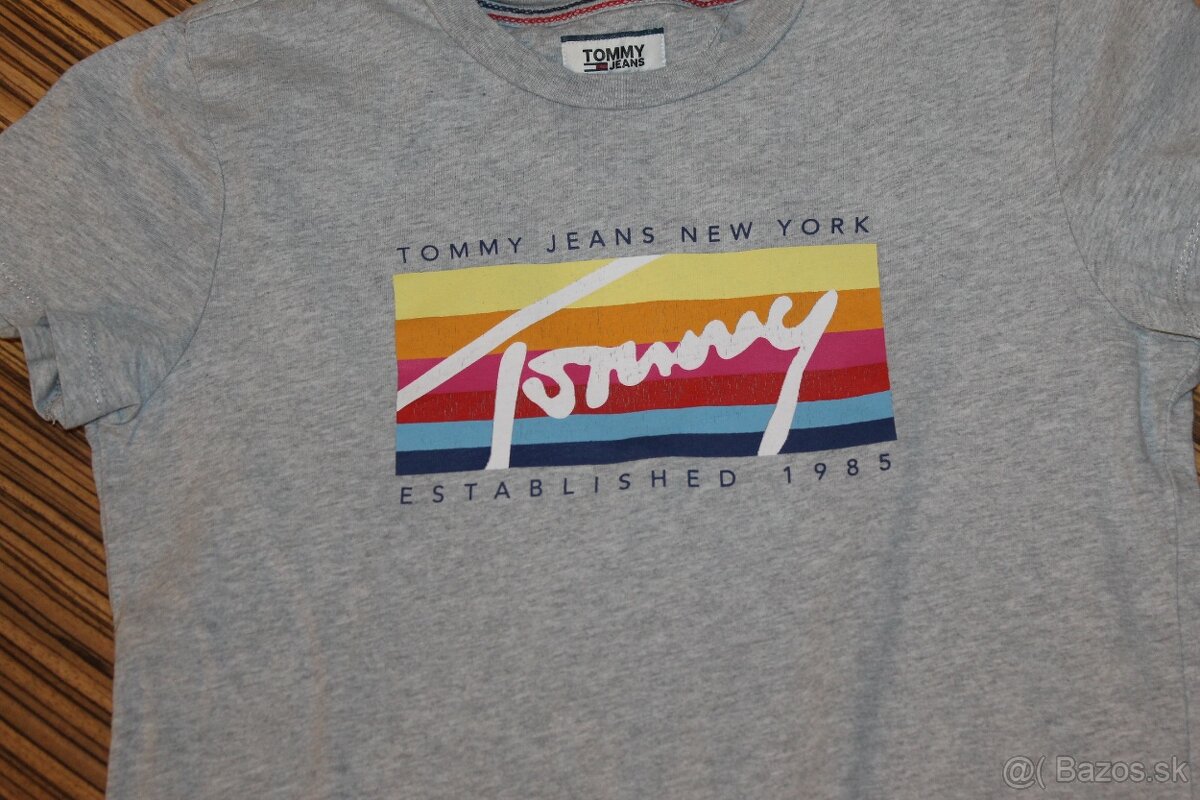 TOMMY
JEANS
TOMMY JEANS NEW YORK
Tommy
ESTABLISHED 1985
@( Bazos.sk